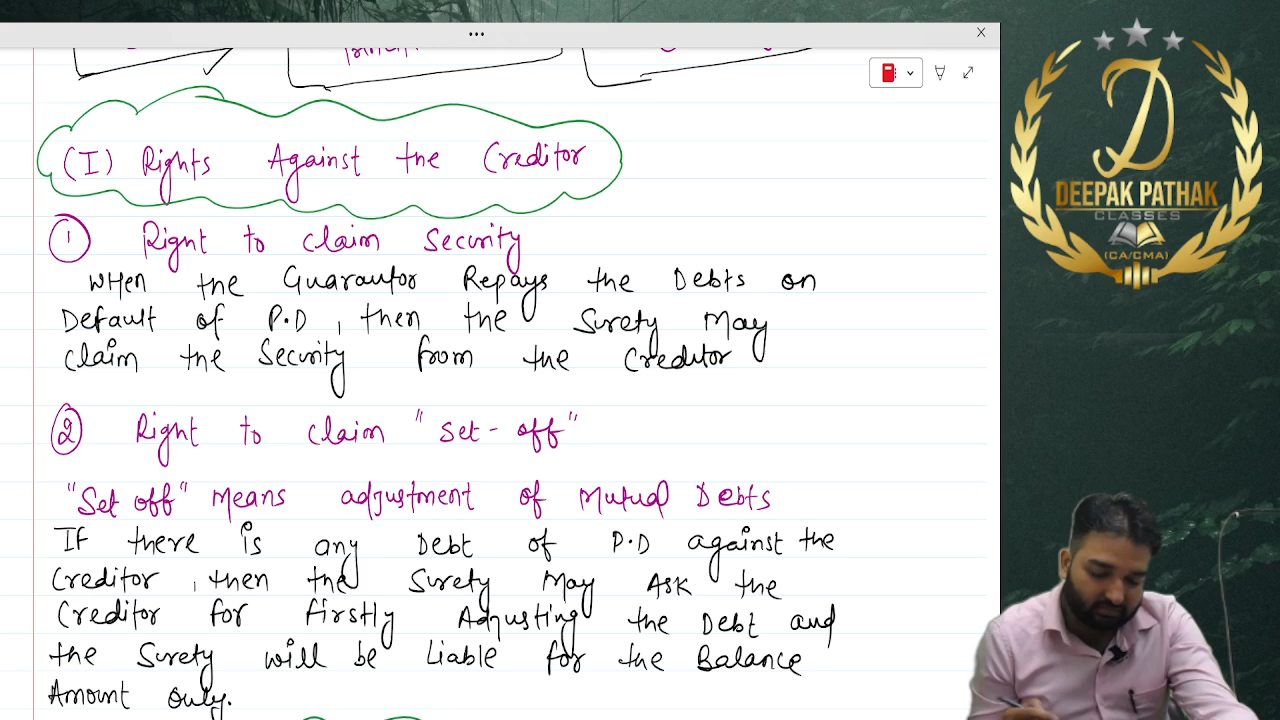 (I) Rights Against the Creditor
① Right to claim Security
When the Guarantor Repays the Debts on
Default of P.D, then the Surety May
claim the Security from the Creditor
② Right to claim "Set-off"
"Set off" means adjustment of Mutual Debts
If there is any Debt of P.D against the
Creditor, then the Surety May Ask the
Creditor for firstly Adjusting the Debt and
the Surety will be Liable for the Balance
Amount only.
D
DEEPAK PATHAK
CLASSES
(CA/CMA)